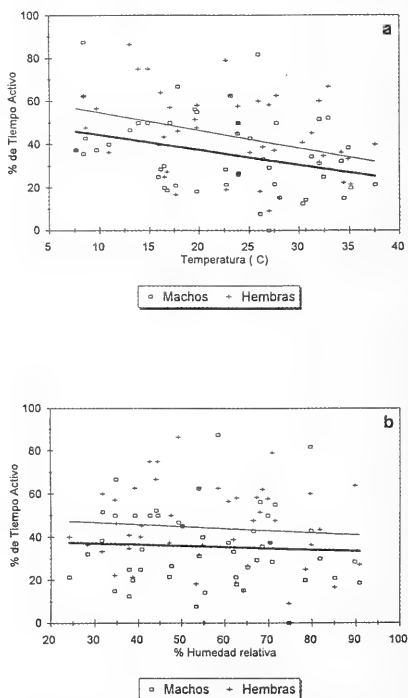 a
100
80
60
40
20
0
% de Tiempo Activo
5 10 15 20 25 30 35 40
Temperatura ( C)
Machos Hembras
b
100
80
60
40
20
0
% de Tiempo Activo
20 30 40 50 60 70 80 90 100
% Humedad relativa
Machos Hembras